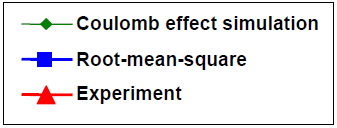 Coulomb effect simulation
Root-mean-square
Experiment